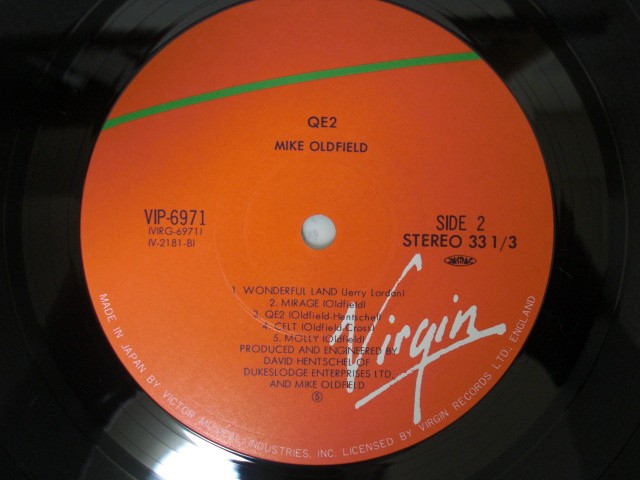 QE2
MIKE OLDFIELD
VIP-6971
(VIRG-6971)
(V-2181-B)
SIDE 2
STEREO 33 1/3
JASRAC
1. WONDERFUL LAND (Jerry Lordan)
2. MIRAGE (Oldfield)
3. QE2 (Oldfield-Hentschel)
4. CELT (Oldfield-Cross)
5. MOLLY (Oldfield)
PRODUCED AND ENGINEERED BY
DAVID HENTSCHEL OF
DUKESLODGE ENTERPRISES LTD.
AND MIKE OLDFIELD
Virgin
MADE IN JAPAN BY VICTOR MUSICAL INDUSTRIES, INC. LICENSED BY VIRGIN RECORDS LTD. ENGLAND